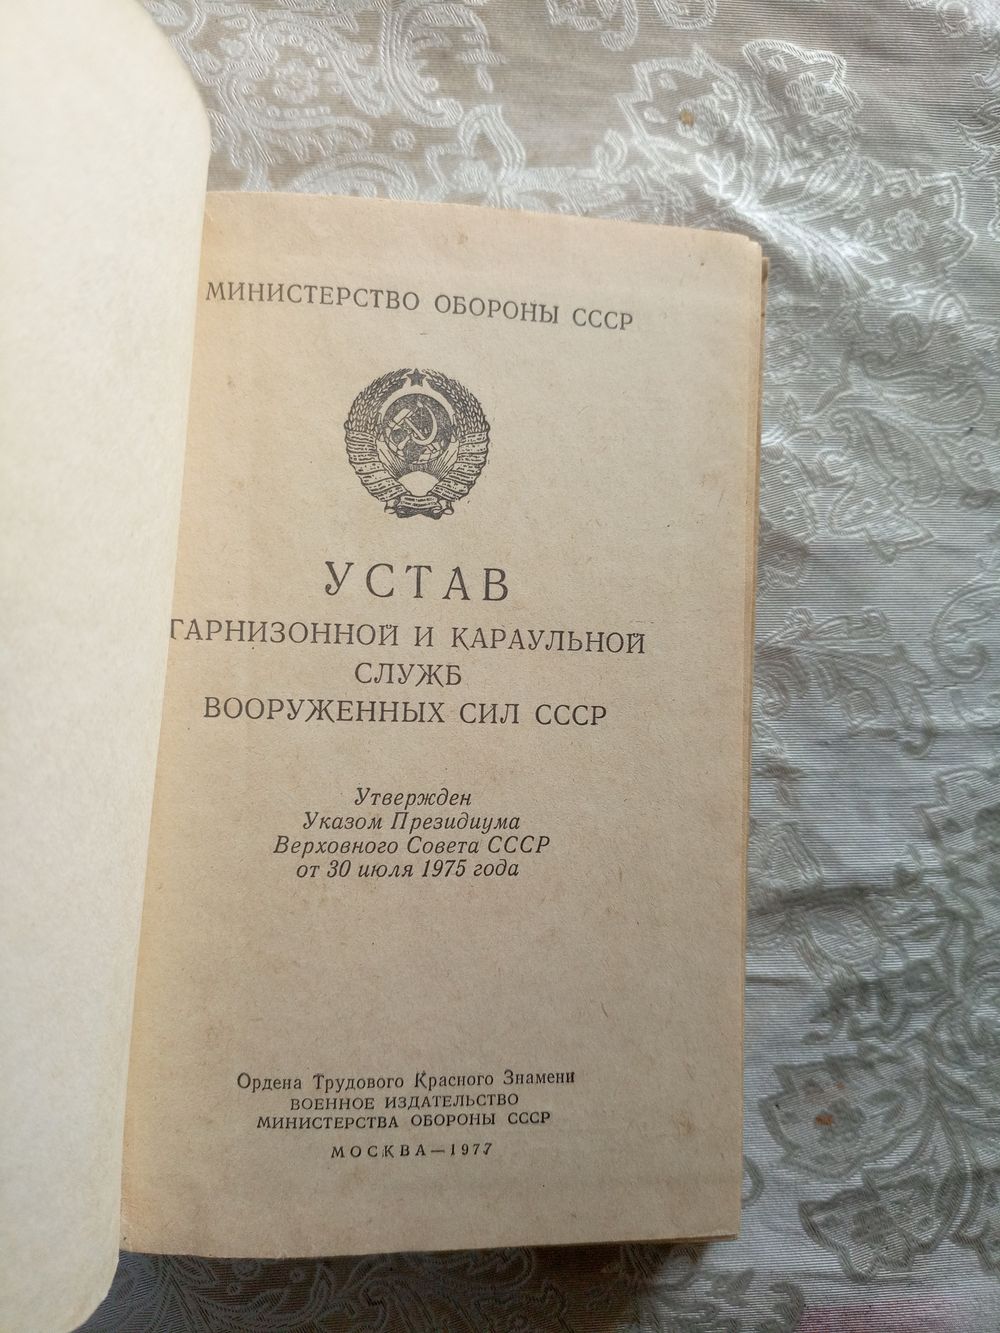 МИНИСТЕРСТВО ОБОРОНЫ СССР
УСТАВ
ГАРНИЗОННОЙ И КАРАУЛЬНОЙ
СЛУЖБ
ВООРУЖЕННЫХ СИЛ СССР
Утвержден
Указом Президиума
Верховного Совета СССР
от 30 июля 1975 года
Ордена Трудового Красного Знамени
ВОЕННОЕ ИЗДАТЕЛЬСТВО
МИНИСТЕРСТВА ОБОРОНЫ СССР
МОСКВА—1977